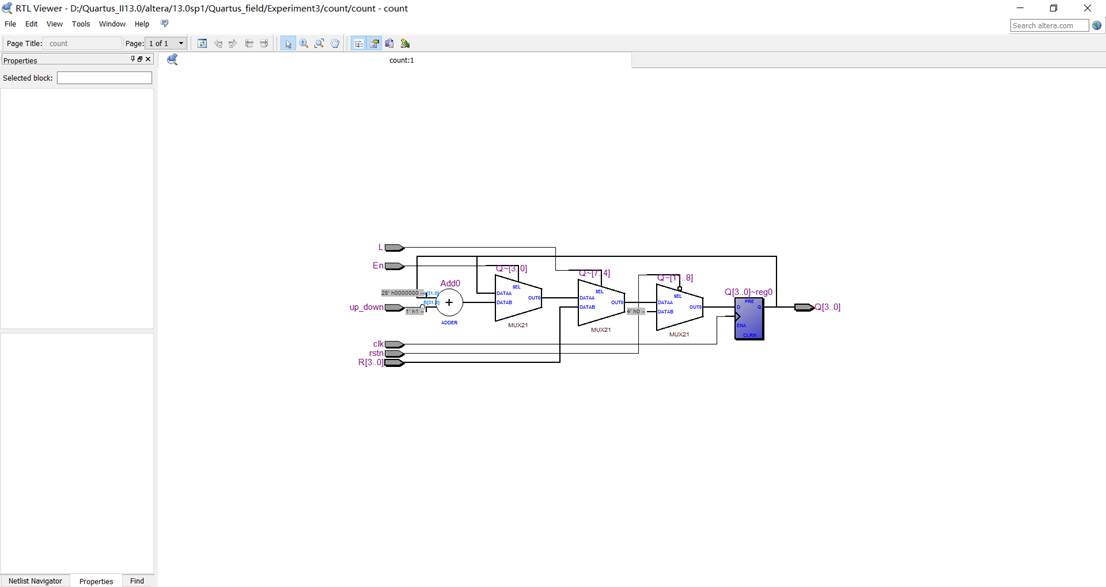 RTL Viewer - D:/Quartus_II13.0/altera/13.0sp1/Quartus_field/Experiment3/count/count - count
File Edit View Tools Window Help
Search altera.com
Page Title: count Page: 1 of 1
Properties
Selected block:
count:1
L
En
up_down
28' h0000000 --
1' h1 --
Add0
+
ADDER
Q~[3..0]
SEL
DATAA
DATAB
OUT0
MUX21
Q~[7..4]
SEL
DATAA
DATAB
OUT0
MUX21
4' h0 --
Q~[11..8]
SEL
DATAA
DATAB
OUT0
MUX21
Q[3..0]~reg0
PRE
D Q
ENA
CLR
Q[3..0]
clk
rstn
R[3..0]
Netlist Navigator Properties Find